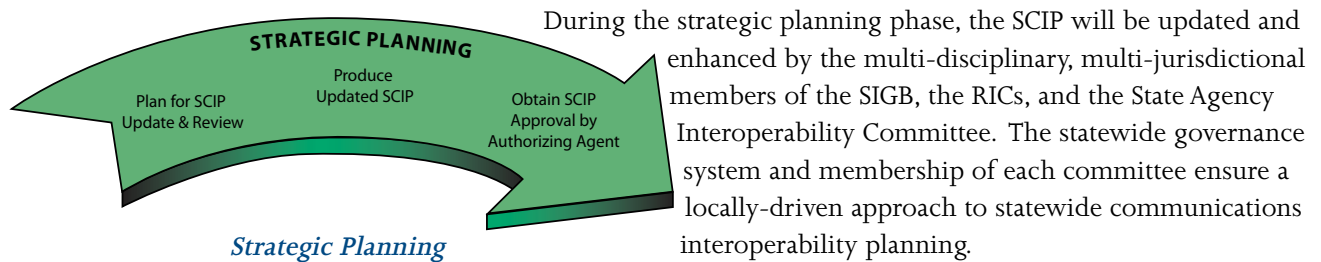 STRATEGIC PLANNING
Plan for SCIP
Update & Review
Produce
Updated SCIP
Obtain SCIP
Approval by
Authorizing Agent
Strategic Planning
During the strategic planning phase, the SCIP will be updated and
enhanced by the multi-disciplinary, multi-jurisdictional
members of the SIGB, the RICs, and the State Agency
Interoperability Committee. The statewide governance
system and membership of each committee ensure a
locally-driven approach to statewide communications
interoperability planning.